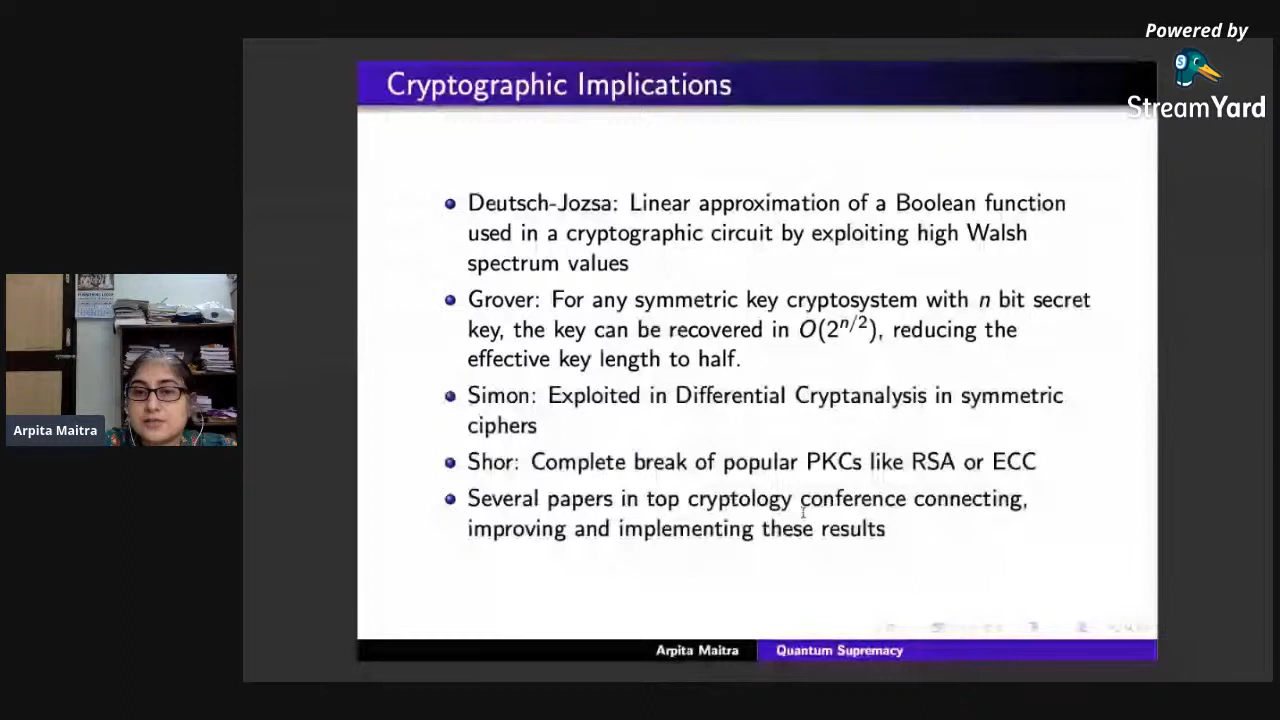 Powered by
StreamYard
Cryptographic Implications
Deutsch-Jozsa: Linear approximation of a Boolean function
used in a cryptographic circuit by exploiting high Walsh
spectrum values
Grover: For any symmetric key cryptosystem with n bit secret
key, the key can be recovered in O(2^{n/2}), reducing the
effective key length to half.
Simon: Exploited in Differential Cryptanalysis in symmetric
ciphers
Shor: Complete break of popular PKCs like RSA or ECC
Several papers in top cryptology conference connecting,
improving and implementing these results
Arpita Maitra
Arpita Maitra Quantum Supremacy